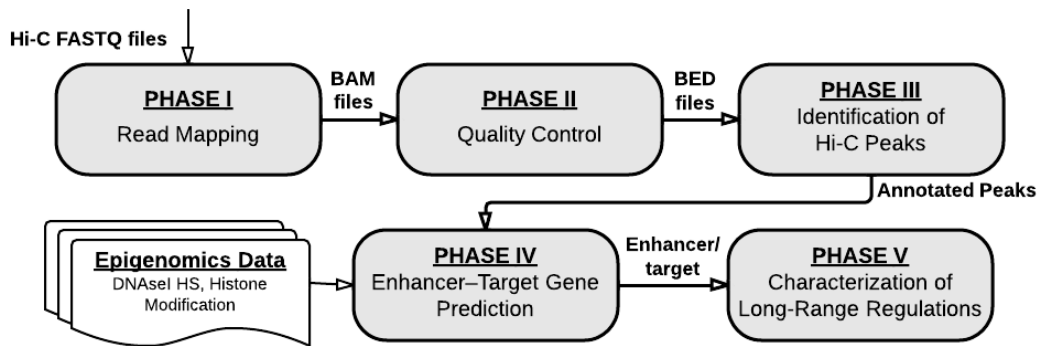 Hi-C FASTQ files
PHASE I
Read Mapping
BAM
files
PHASE II
Quality Control
BED
files
PHASE III
Identification of
Hi-C Peaks
Annotated Peaks
Epigenomics Data
DNAseI HS, Histone
Modification
PHASE IV
Enhancer–Target Gene
Prediction
Enhancer/
target
PHASE V
Characterization of
Long-Range Regulations